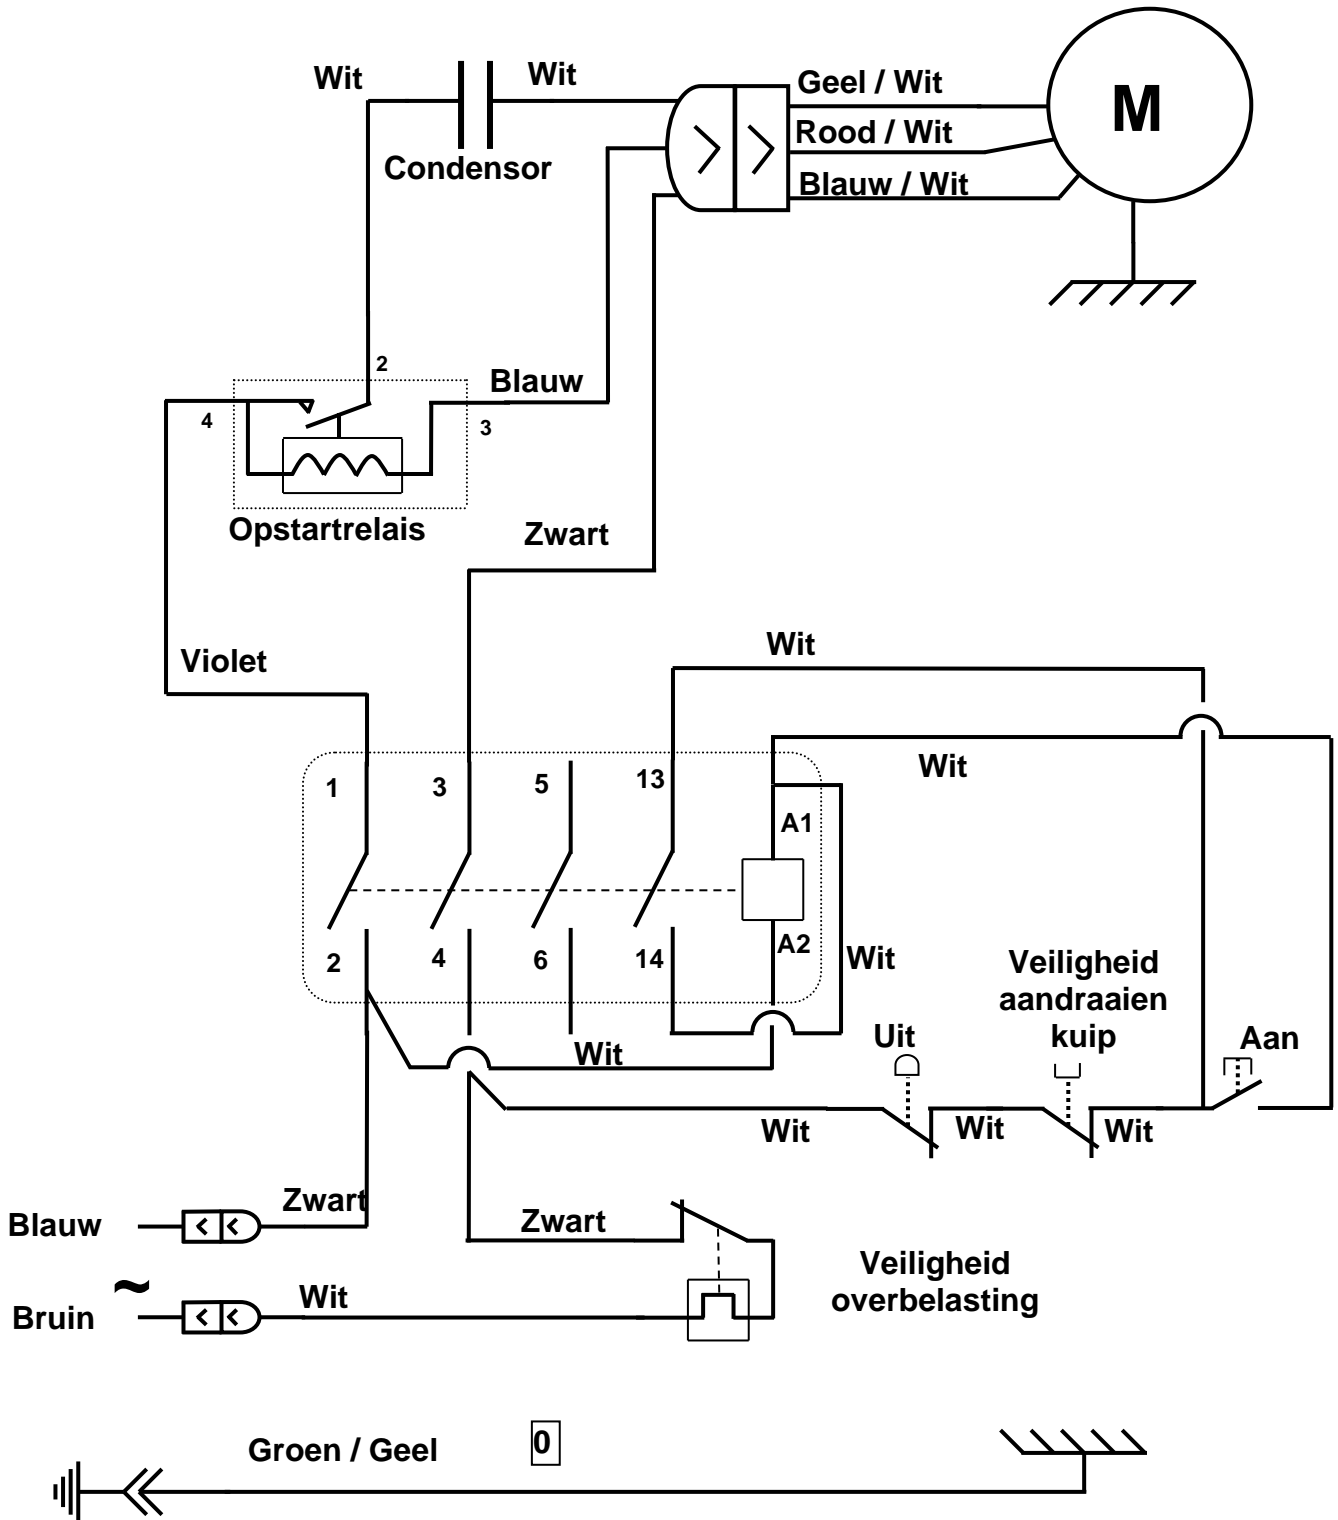 Wit
Wit
Geel / Wit
M
Rood / Wit
Condensor
Blauw / Wit
2
Blauw
4
3
Opstartrelais
Zwart
Wit
Violet
Wit
1
3
5
13
A1
2
4
6
14
A2
Wit
Veiligheid
aandraaien
kuip
Uit
Aan
Wit
Wit
Wit
Wit
Zwart
Blauw
Zwart
Veiligheid
overbelasting
~
Wit
Bruin
Groen / Geel
0